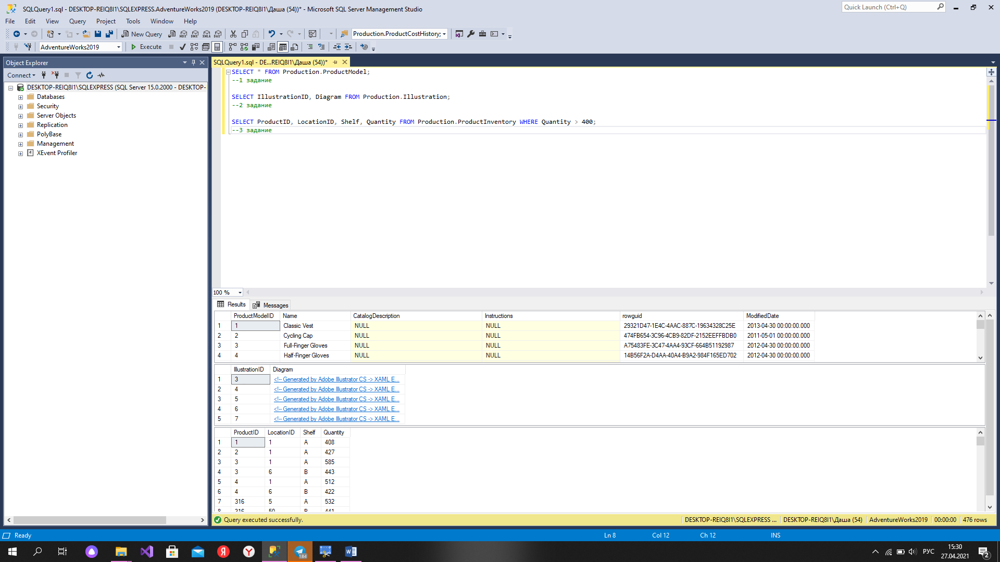 SQLQuery1.sql - DESKTOP-REIQ8I1\SQLEXPRESS.AdventureWorks2019 (DESKTOP-REIQ8I1\Даша (54))* - Microsoft SQL Server Management Studio
Quick Launch (Ctrl+Q)
File Edit View Query Project Tools Window Help
New Query
MDX DMX XMLA DAX
Production.ProductCostHistory;
AdventureWorks2019
Execute
Object Explorer
SQLQuery1.sql - DE...REIQ8I1\Даша (54))*
Connect
DESKTOP-REIQ8I1\SQLEXPRESS (SQL Server 15.0.2000 - DESKTOP-
Databases
Security
Server Objects
Replication
PolyBase
Management
XEvent Profiler
SELECT * FROM Production.ProductModel;
--1 задание
SELECT IllustrationID, Diagram FROM Production.Illustration;
--2 задание
SELECT ProductID, LocationID, Shelf, Quantity FROM Production.ProductInventory WHERE Quantity > 400;
--3 задание
100 %
Results Messages
ProductModelID Name CatalogDescription Instructions rowguid ModifiedDate
1 1 Classic Vest NULL NULL 29321D47-1E4C-4AAC-887C-19634328C25E 2013-04-30 00:00:00.000
2 2 Cycling Cap NULL NULL 474FB654-3C96-4CB9-82DF-2152EEFFBDB0 2011-05-01 00:00:00.000
3 3 Full-Finger Gloves NULL NULL A75483FE-3C47-4AA4-93CF-664B51192987 2012-04-30 00:00:00.000
4 4 Half-Finger Gloves NULL NULL 14B56F2A-D4AA-40A4-B9A2-984F165ED702 2012-04-30 00:00:00.000
IllustrationID Diagram
1 3 <!-- Generated by Adobe Illustrator CS -> XAML E...
2 4 <!-- Generated by Adobe Illustrator CS -> XAML E...
3 5 <!-- Generated by Adobe Illustrator CS -> XAML E...
4 6 <!-- Generated by Adobe Illustrator CS -> XAML E...
5 7 <!-- Generated by Adobe Illustrator CS -> XAML E...
ProductID LocationID Shelf Quantity
1 1 1 A 408
2 2 1 A 427
3 3 1 A 585
4 3 6 B 443
5 4 1 A 512
6 4 6 B 422
7 316 5 A 532
8 316 50 B 441
Query executed successfully.
DESKTOP-REIQ8I1\SQLEXPRESS ... DESKTOP-REIQ8I1\Даша (54) AdventureWorks2019 00:00:00 476 rows
Ready
Ln 8 Col 12 Ch 12 INS
184
РУС
15:30
27.04.2021
2